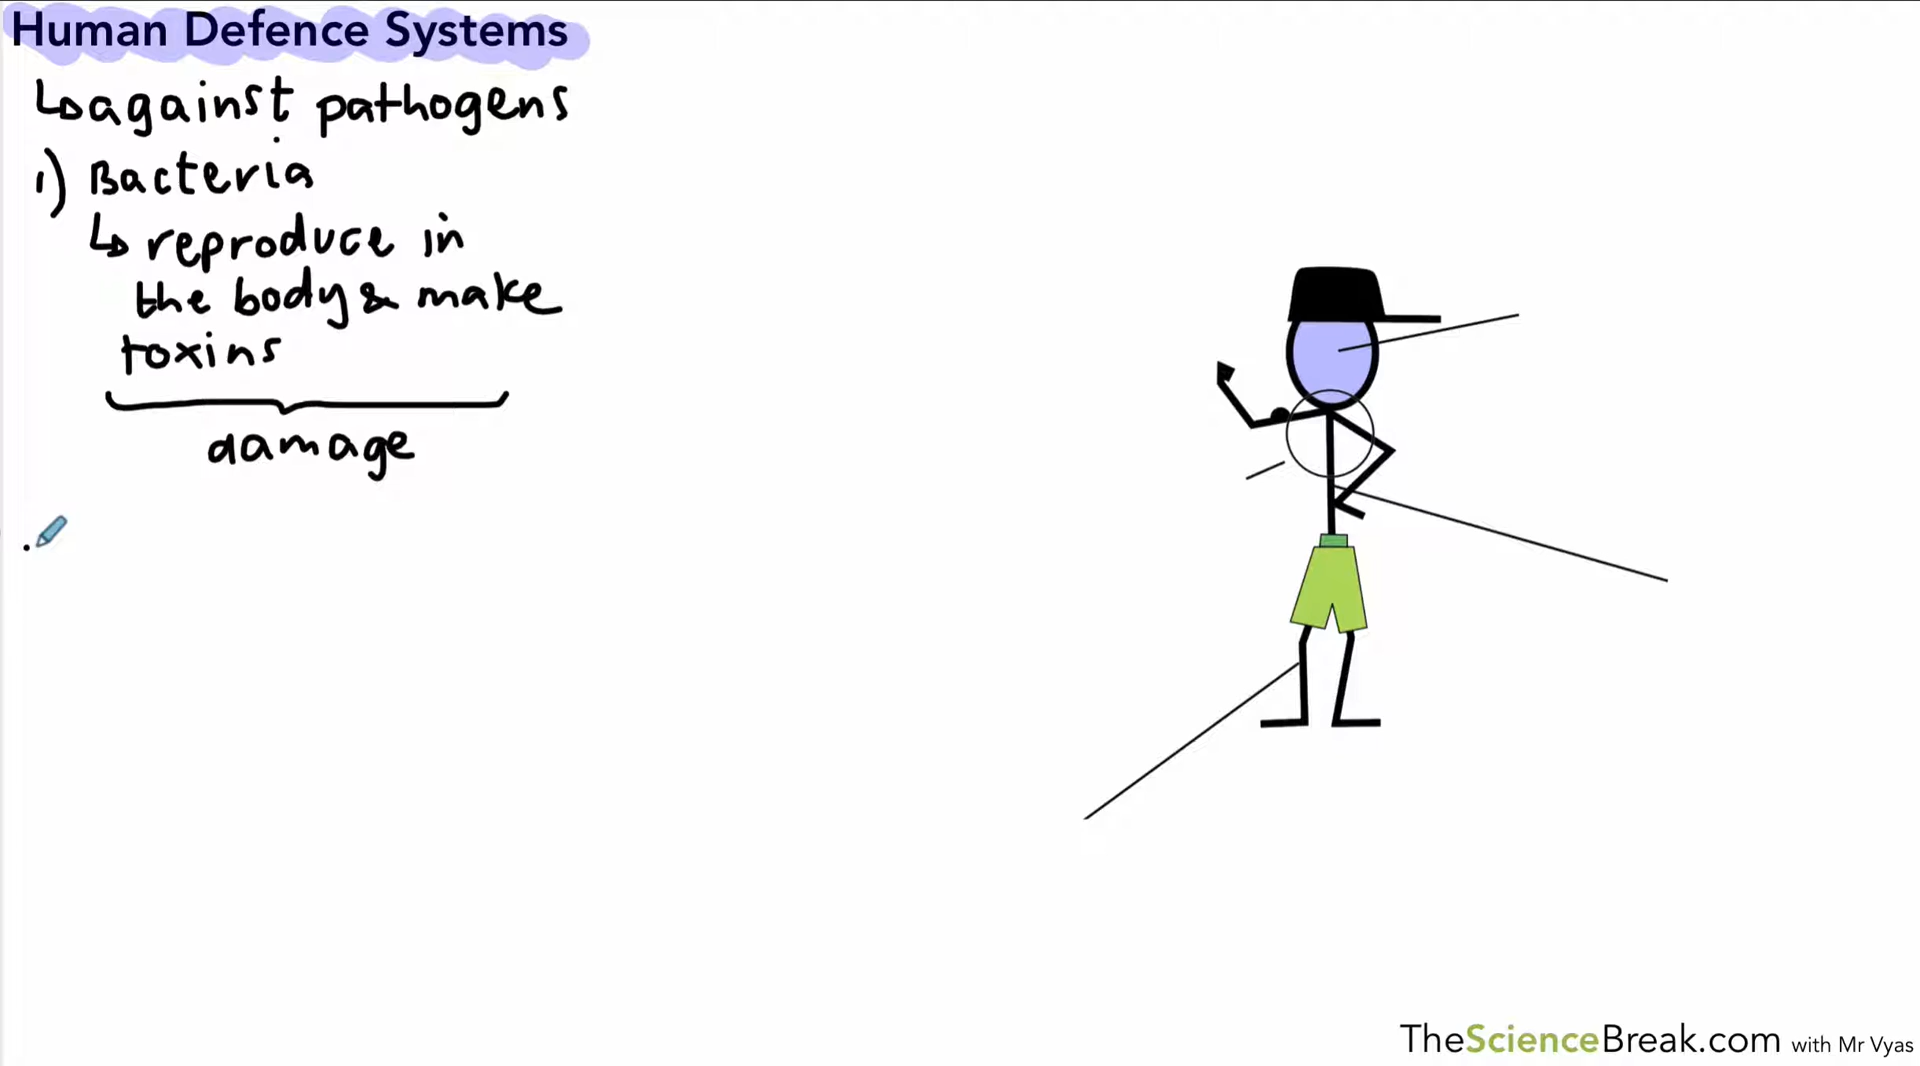 Human Defence Systems
↳against pathogens
1) Bacteria
↳ reproduce in
the body & make
toxins
damage
TheScienceBreak.com with Mr Vyas